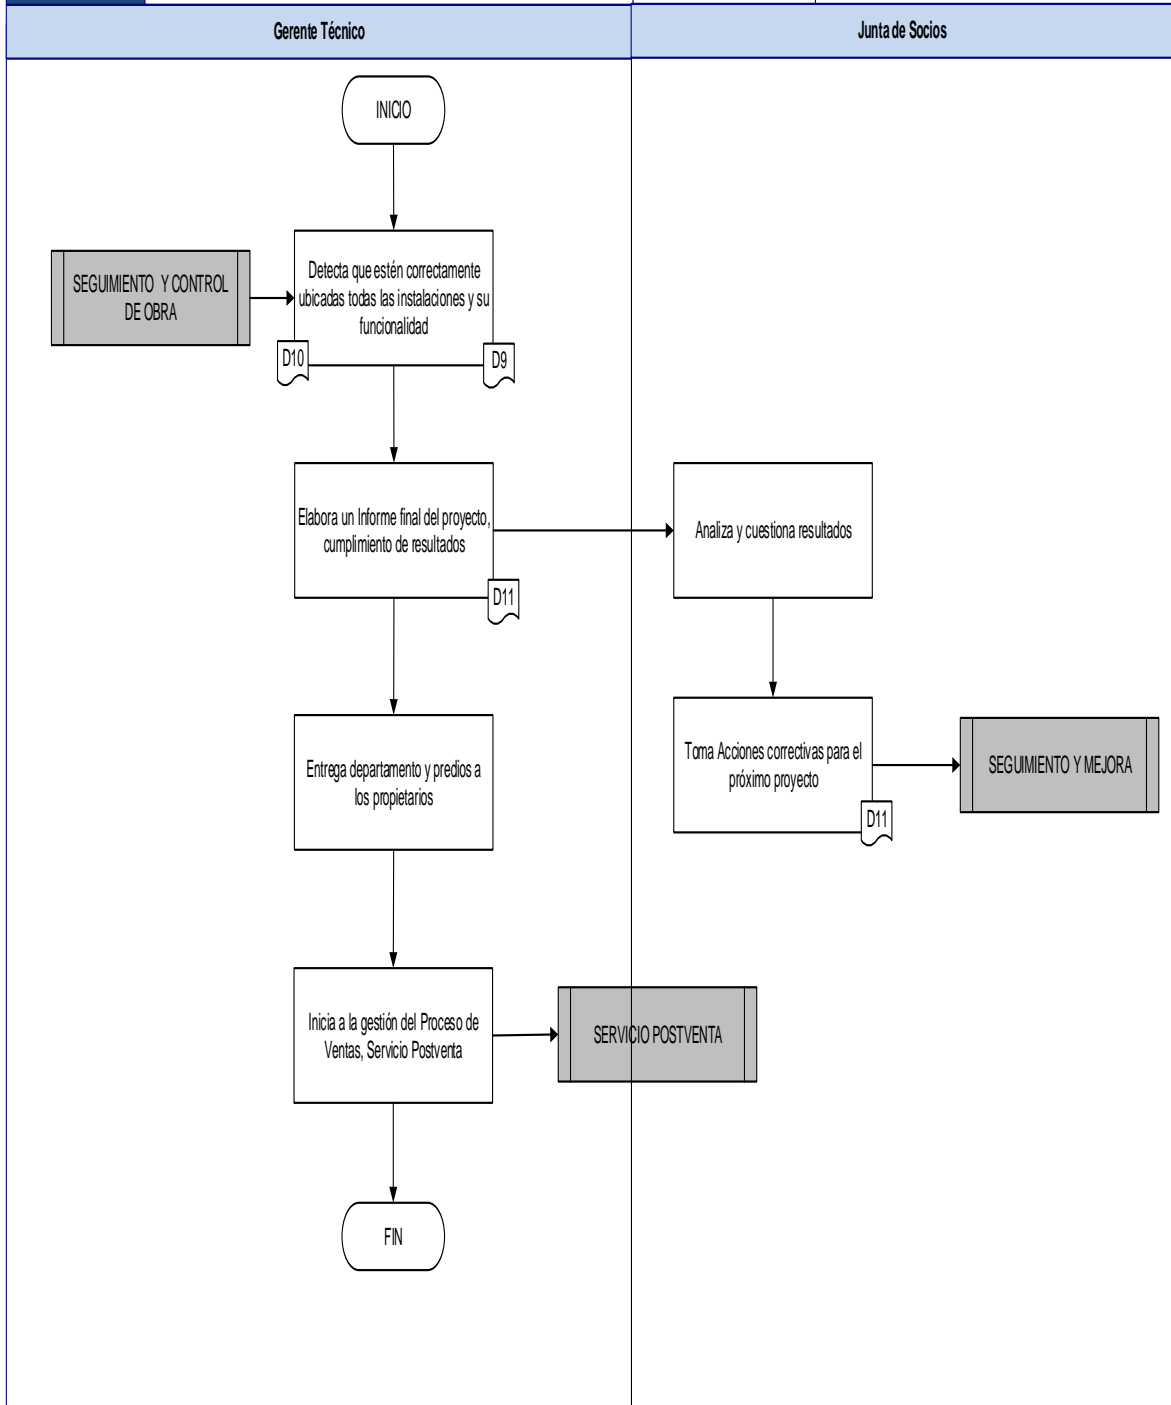 Gerente Técnico
Junta de Socios
INICIO
SEGUIMIENTO Y CONTROL
DE OBRA
Detecta que estén correctamente
ubicadas todas las instalaciones y su
funcionalidad
D10
D9
Elabora un Informe final del proyecto,
cumplimiento de resultados
D11
Analiza y cuestiona resultados
Entrega departamento y predios a
los propietarios
Toma Acciones correctivas para el
próximo proyecto
D11
SEGUIMIENTO Y MEJORA
Inicia a la gestión del Proceso de
Ventas, Servicio Postventa
SERVICIO POSTVENTA
FIN